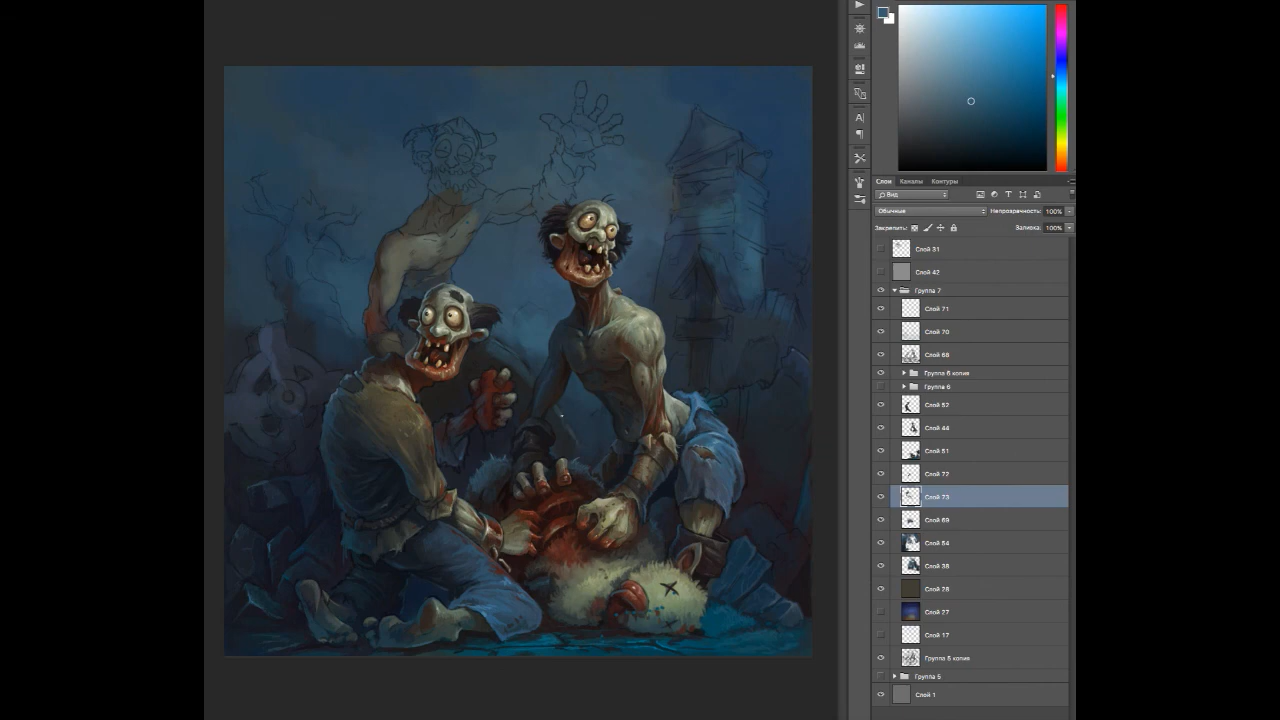 Слои Каналы Контуры
Вид
Обычные Непрозрачность: 100%
Закрепить: Заливка: 100%
Слой 31
Слой 42
Группа 7
Слой 71
Слой 70
Слой 68
Группа 6 копия
Группа 6
Слой 52
Слой 44
Слой 51
Слой 72
Слой 73
Слой 69
Слой 54
Слой 38
Слой 28
Слой 27
Слой 17
Группа 5 копия
Группа 5
Слой 1